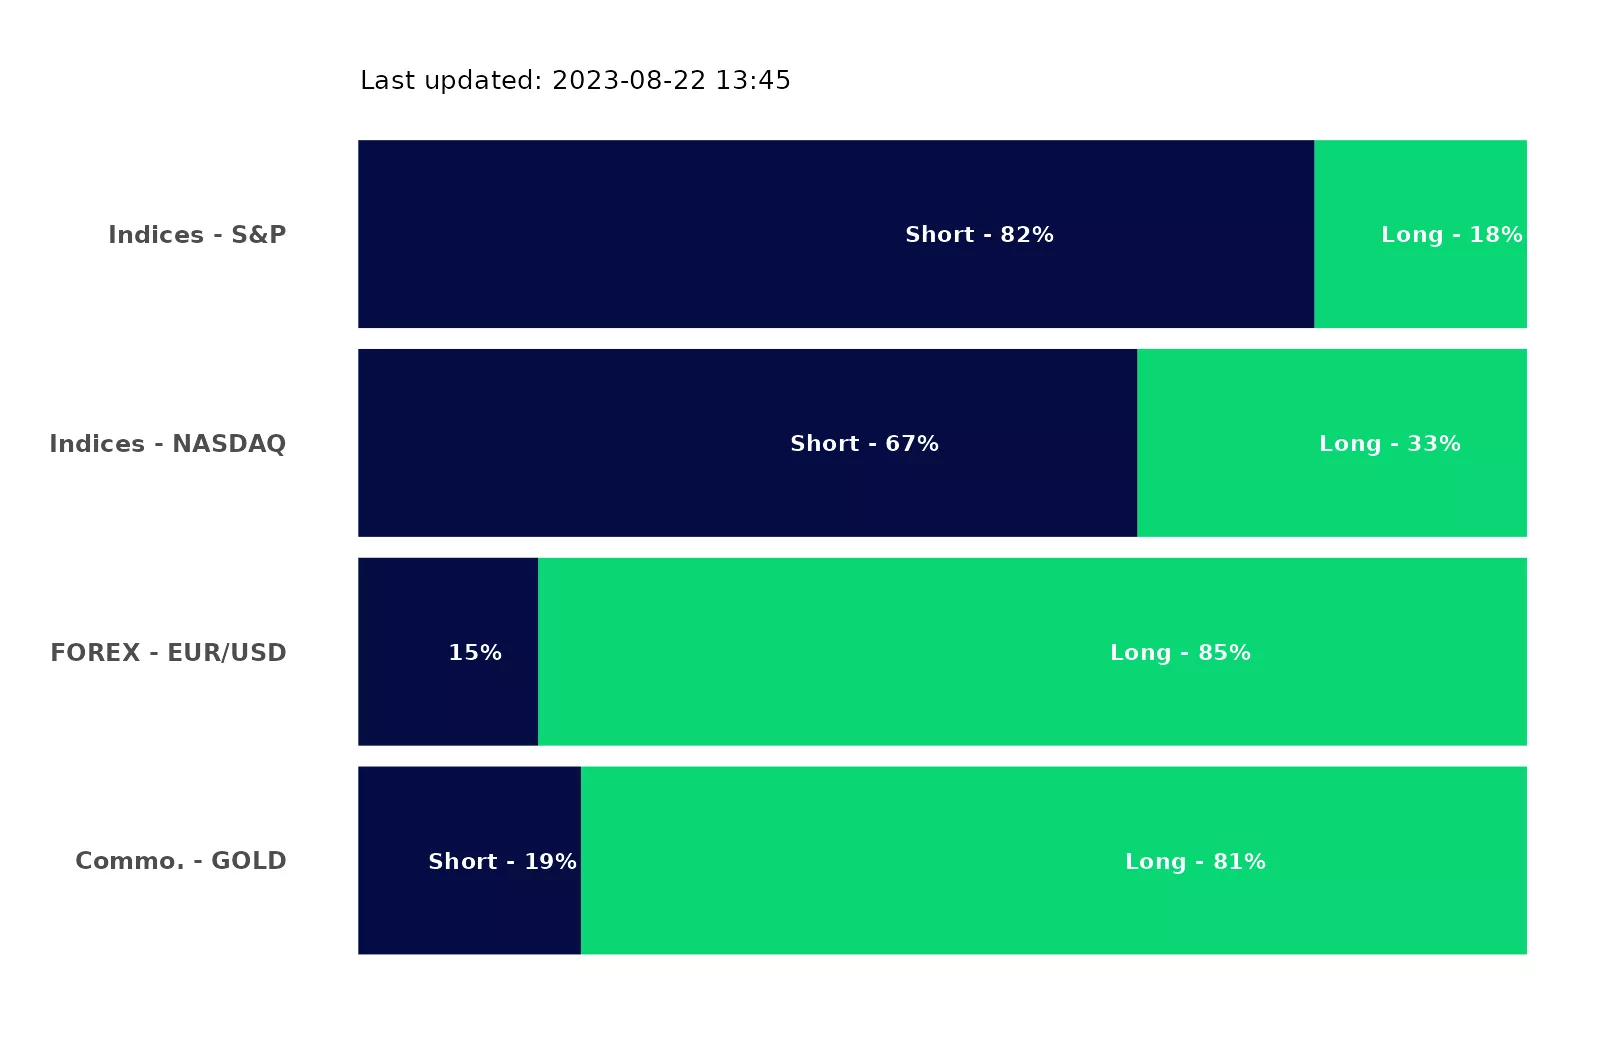 Last updated: 2023-08-22 13:45
Indices - S&P
Short - 82%
Long - 18%
Indices - NASDAQ
Short - 67%
Long - 33%
FOREX - EUR/USD
15%
Long - 85%
Commo. - GOLD
Short - 19%
Long - 81%